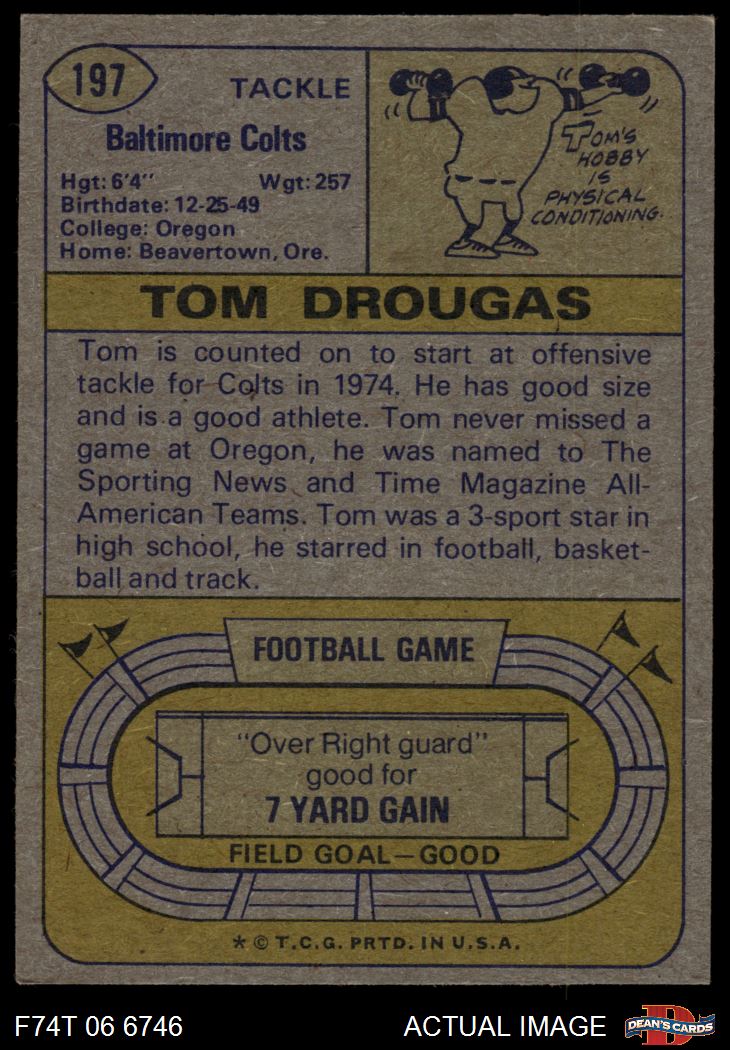 197
TACKLE
Baltimore Colts
Hgt: 6'4" Wgt: 257
Birthdate: 12-25-49
College: Oregon
Home: Beavertown, Ore.
TOM'S
HOBBY
IS
PHYSICAL
CONDITIONING.
TOM DROUGAS
Tom is counted on to start at offensive
tackle for Colts in 1974. He has good size
and is a good athlete. Tom never missed a
game at Oregon, he was named to The
Sporting News and Time Magazine All-
American Teams. Tom was a 3-sport star in
high school, he starred in football, basket-
ball and track.
FOOTBALL GAME
"Over Right guard"
good for
7 YARD GAIN
FIELD GOAL—GOOD
* © T.C.G. PRTD. IN U.S.A.
F74T 06 6746
ACTUAL IMAGE
D
DEAN'S CARDS